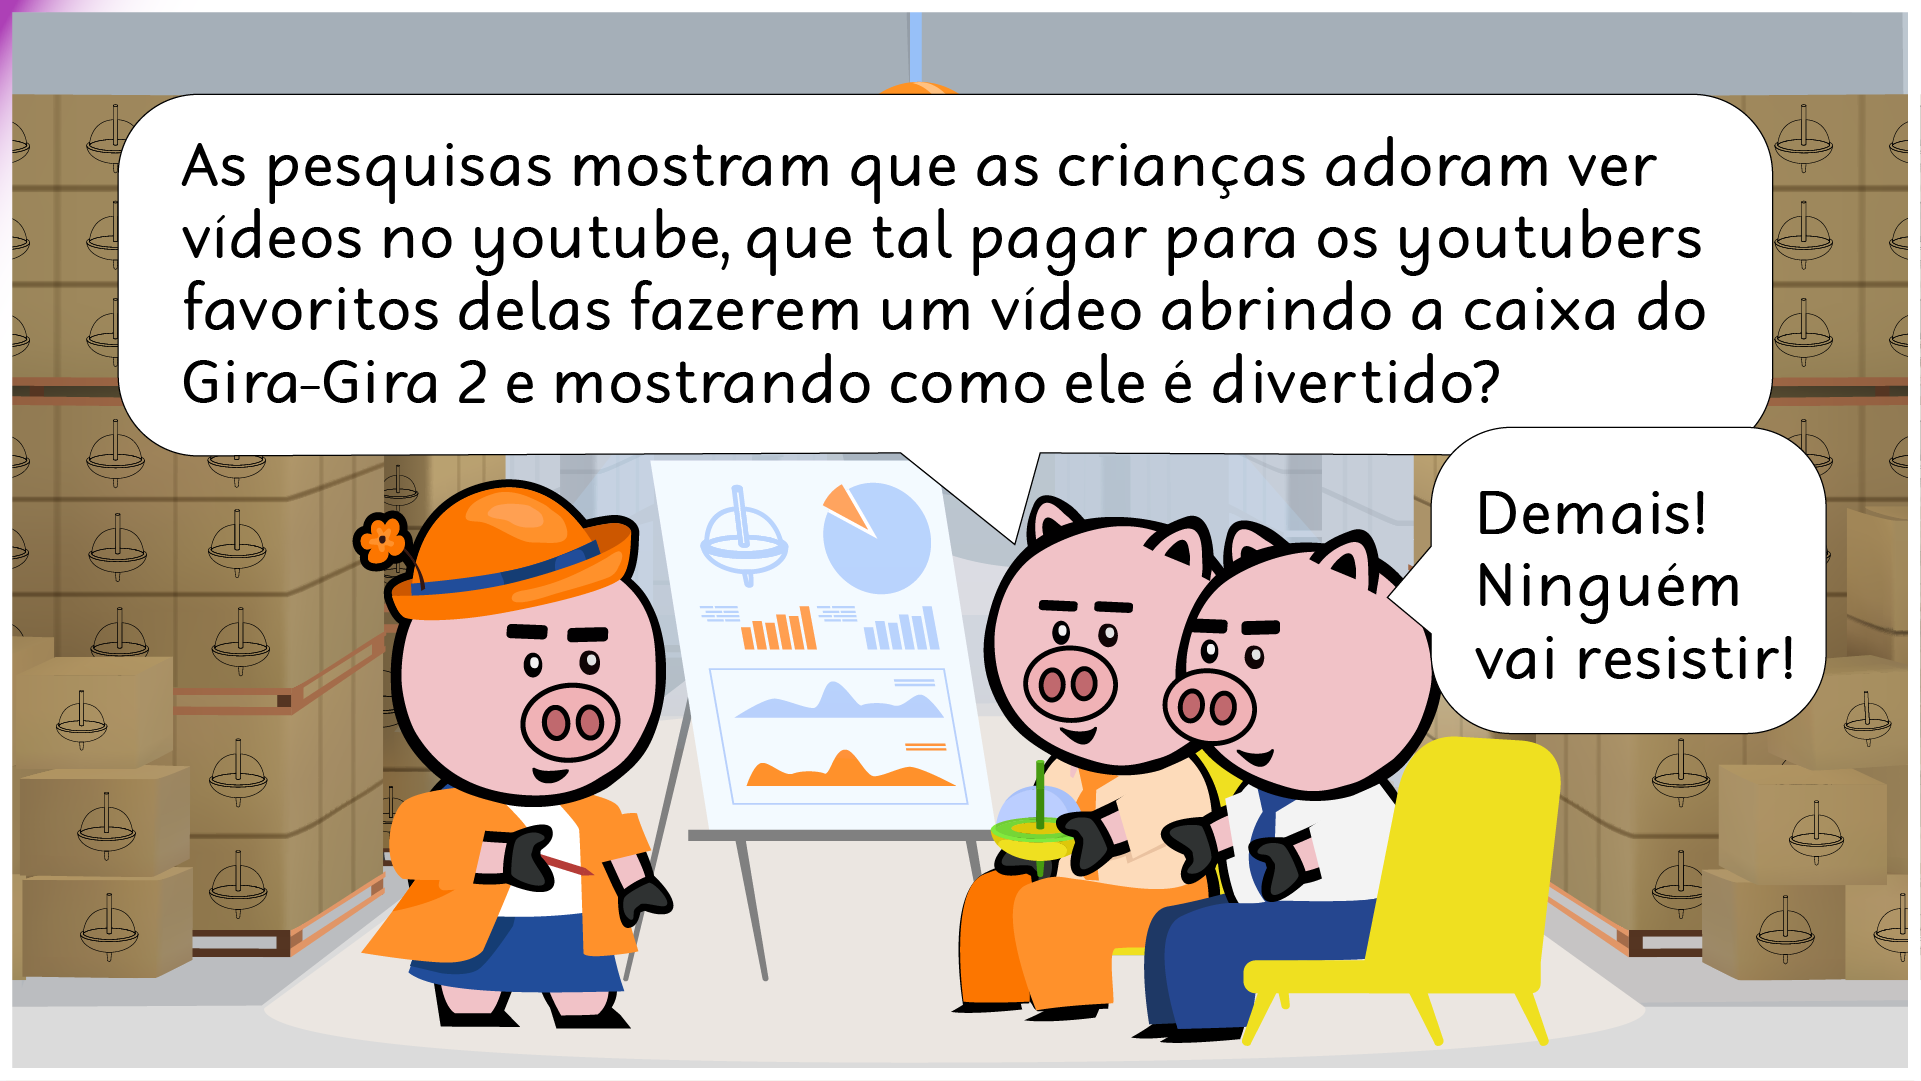 As pesquisas mostram que as crianças adoram ver
vídeos no youtube, que tal pagar para os youtubers
favoritos delas fazerem um vídeo abrindo a caixa do
Gira-Gira 2 e mostrando como ele é divertido?
Demais!
Ninguém
vai resistir!